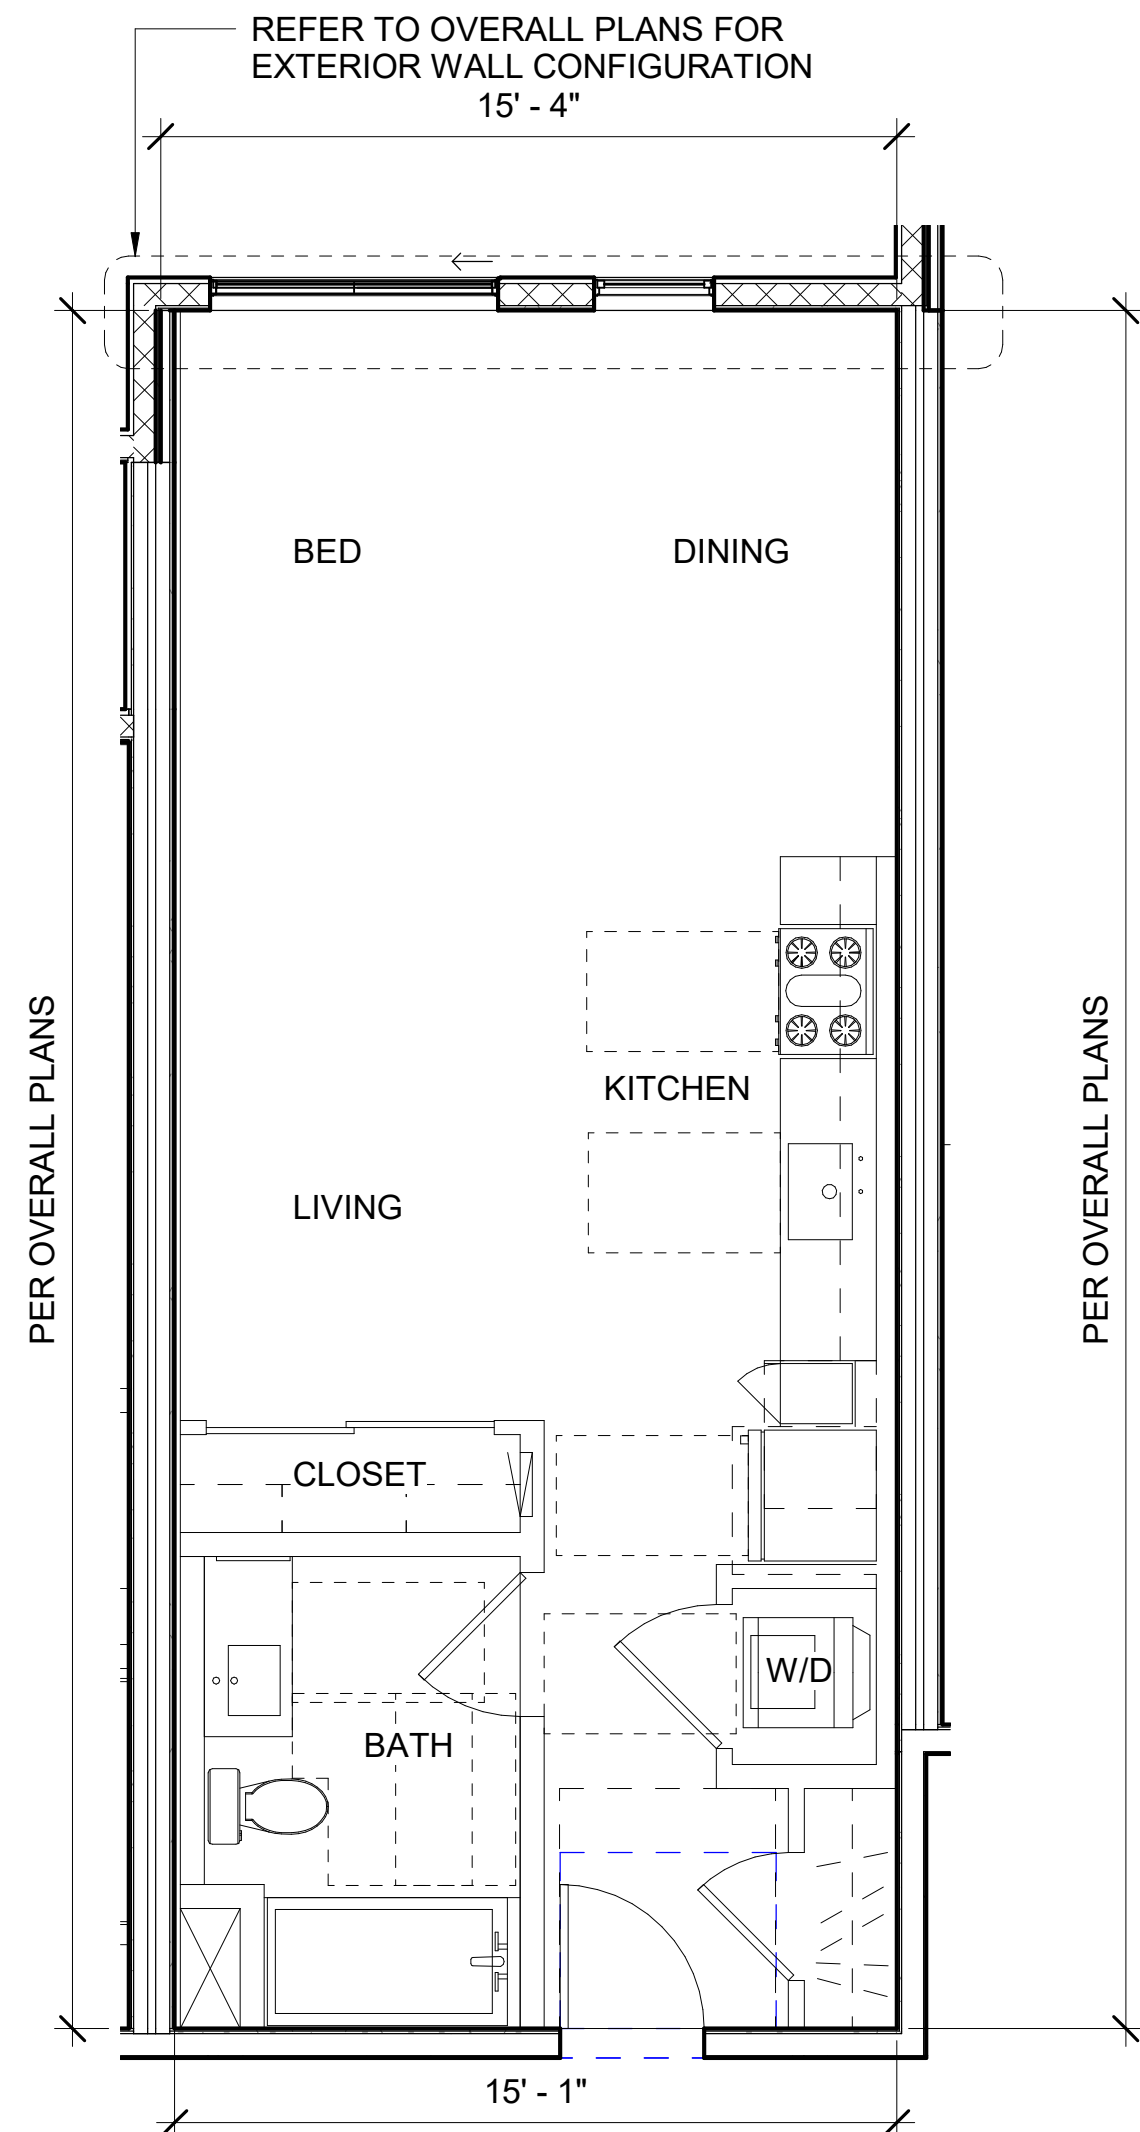 REFER TO OVERALL PLANS FOR
EXTERIOR WALL CONFIGURATION
15' - 4"
BED
DINING
PER OVERALL PLANS
PER OVERALL PLANS
KITCHEN
LIVING
CLOSET
W/D
BATH
15' - 1"